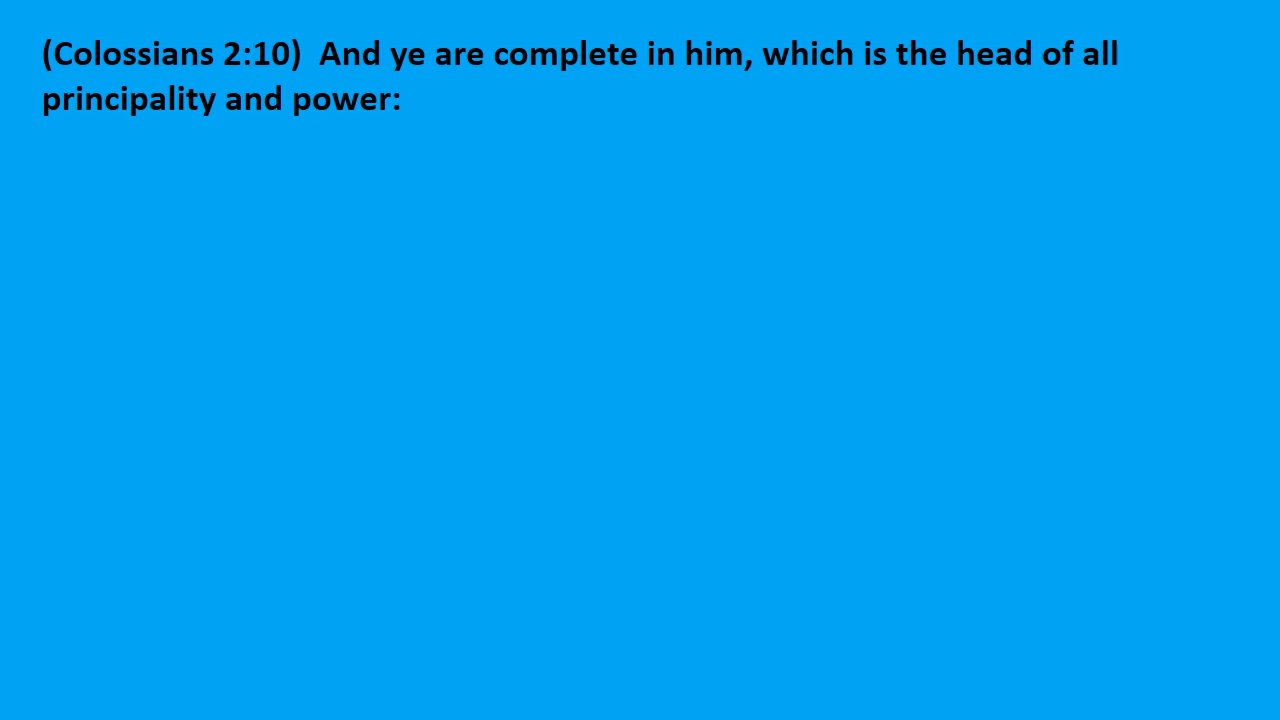 (Colossians 2:10)  And ye are complete in him, which is the head of all
principality and power: